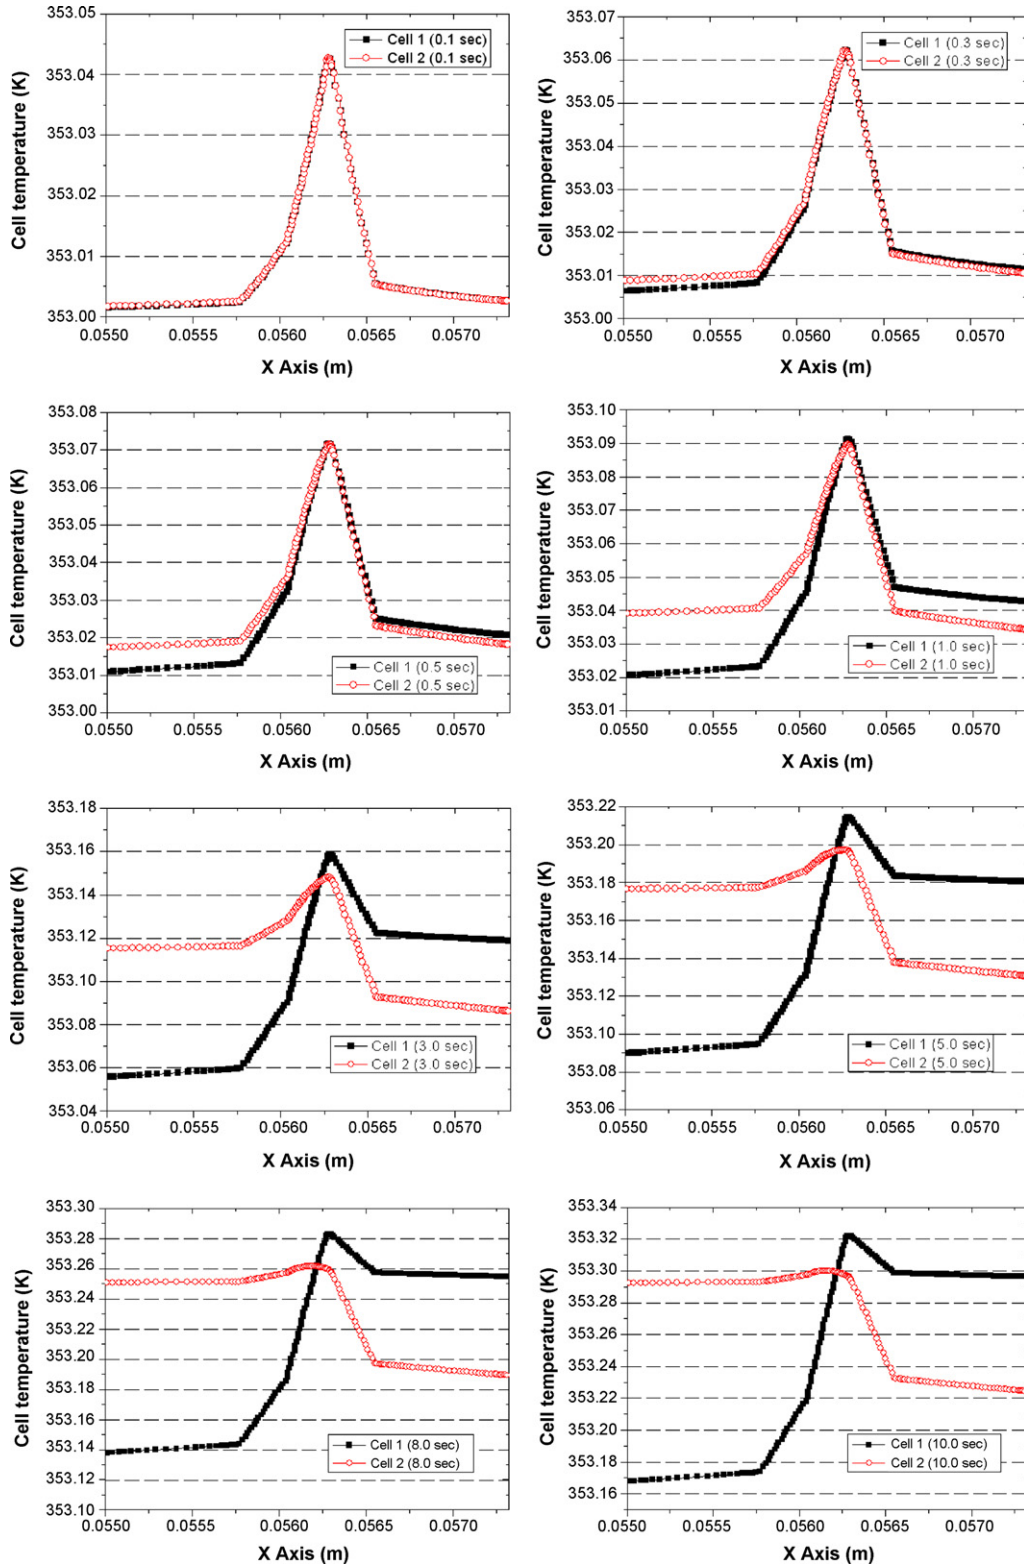 353.05
353.04
353.03
353.02
353.01
353.00
Cell temperature (K)
Cell 1 (0.1 sec)
Cell 2 (0.1 sec)
0.0550 0.0555 0.0560 0.0565 0.0570
X Axis (m)
353.07
353.06
353.05
353.04
353.03
353.02
353.01
353.00
Cell temperature (K)
Cell 1 (0.3 sec)
Cell 2 (0.3 sec)
0.0550 0.0555 0.0560 0.0565 0.0570
X Axis (m)
353.08
353.07
353.06
353.05
353.04
353.03
353.02
353.01
353.00
Cell temperature (K)
Cell 1 (0.5 sec)
Cell 2 (0.5 sec)
0.0550 0.0555 0.0560 0.0565 0.0570
X Axis (m)
353.10
353.09
353.08
353.07
353.06
353.05
353.04
353.03
353.02
353.01
Cell temperature (K)
Cell 1 (1.0 sec)
Cell 2 (1.0 sec)
0.0550 0.0555 0.0560 0.0565 0.0570
X Axis (m)
353.18
353.16
353.14
353.12
353.10
353.08
353.06
353.04
Cell temperature (K)
Cell 1 (3.0 sec)
Cell 2 (3.0 sec)
0.0550 0.0555 0.0560 0.0565 0.0570
X Axis (m)
353.22
353.20
353.18
353.16
353.14
353.12
353.10
353.08
353.06
Cell temperature (K)
Cell 1 (5.0 sec)
Cell 2 (5.0 sec)
0.0550 0.0555 0.0560 0.0565 0.0570
X Axis (m)
353.30
353.28
353.26
353.24
353.22
353.20
353.18
353.16
353.14
353.12
353.10
Cell temperature (K)
Cell 1 (8.0 sec)
Cell 2 (8.0 sec)
0.0550 0.0555 0.0560 0.0565 0.0570
X Axis (m)
353.34
353.32
353.30
353.28
353.26
353.24
353.22
353.20
353.18
353.16
Cell temperature (K)
Cell 1 (10.0 sec)
Cell 2 (10.0 sec)
0.0550 0.0555 0.0560 0.0565 0.0570
X Axis (m)